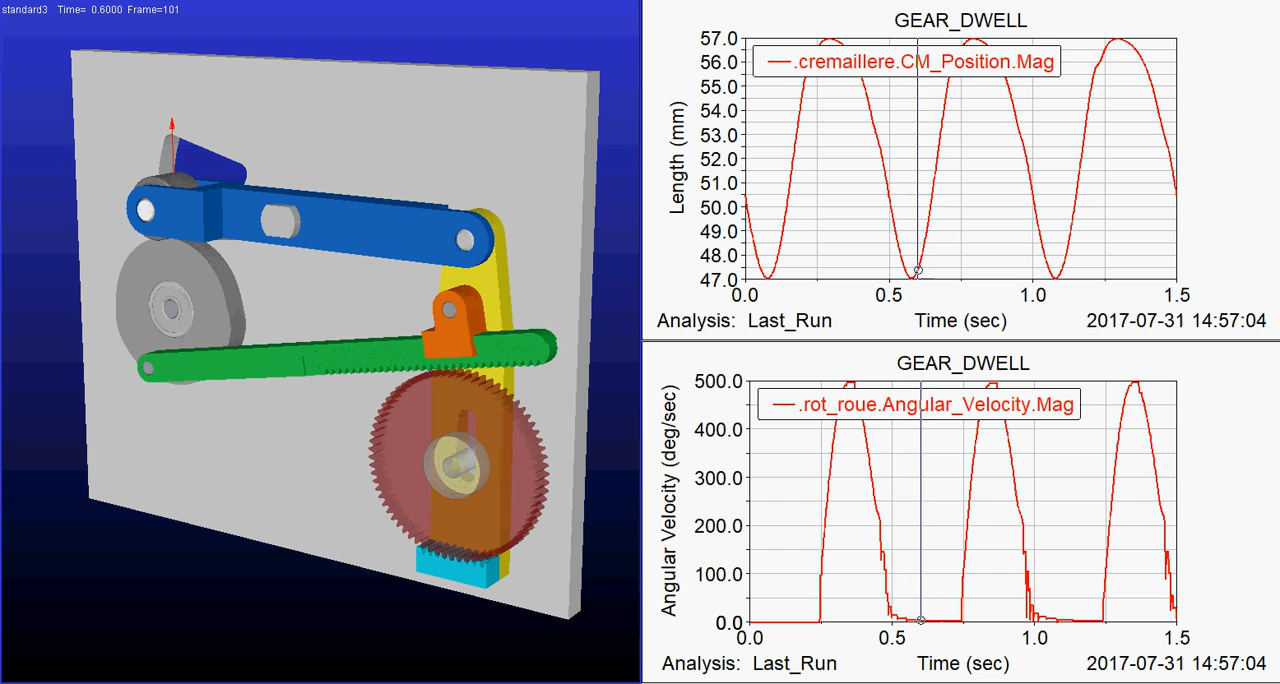 standard3 Time= 0.6000 Frame=101
GEAR_DWELL
57.0
56.0
55.0
54.0
53.0
52.0
51.0
50.0
49.0
48.0
47.0
Length (mm)
.cremaillere.CM_Position.Mag
0.0 0.5 1.0 1.5
Analysis: Last_Run Time (sec) 2017-07-31 14:57:04
GEAR_DWELL
500.0
400.0
300.0
200.0
100.0
0.0
Angular Velocity (deg/sec)
.rot_roue.Angular_Velocity.Mag
0.0 0.5 1.0 1.5
Analysis: Last_Run Time (sec) 2017-07-31 14:57:04